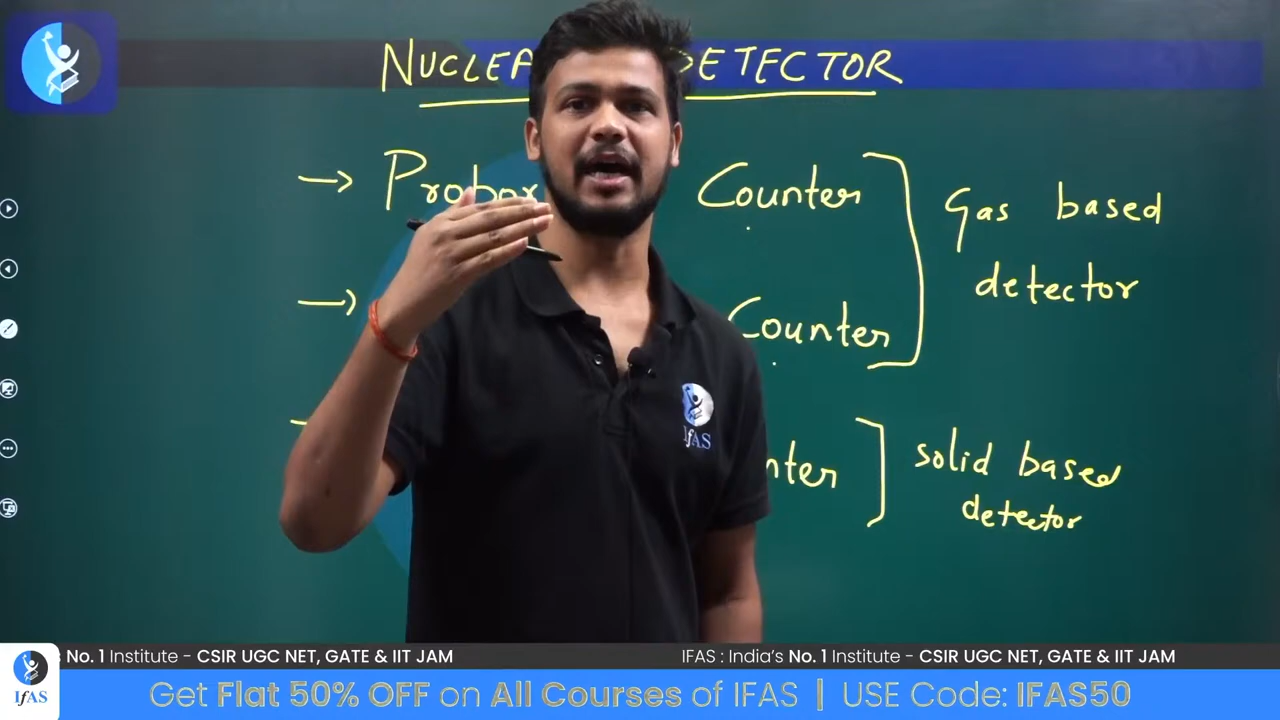 NUCLEA DETECTOR
→ Propor Counter
Gas based
detector
→ Counter
nter
solid based
detector
IfAS
: No. 1 Institute - CSIR UGC NET, GATE & IIT JAM
IFAS : India's No. 1 Institute - CSIR UGC NET, GATE & IIT JAM
IfAS
Get Flat 50% OFF on All Courses of IFAS | USE Code: IFAS50